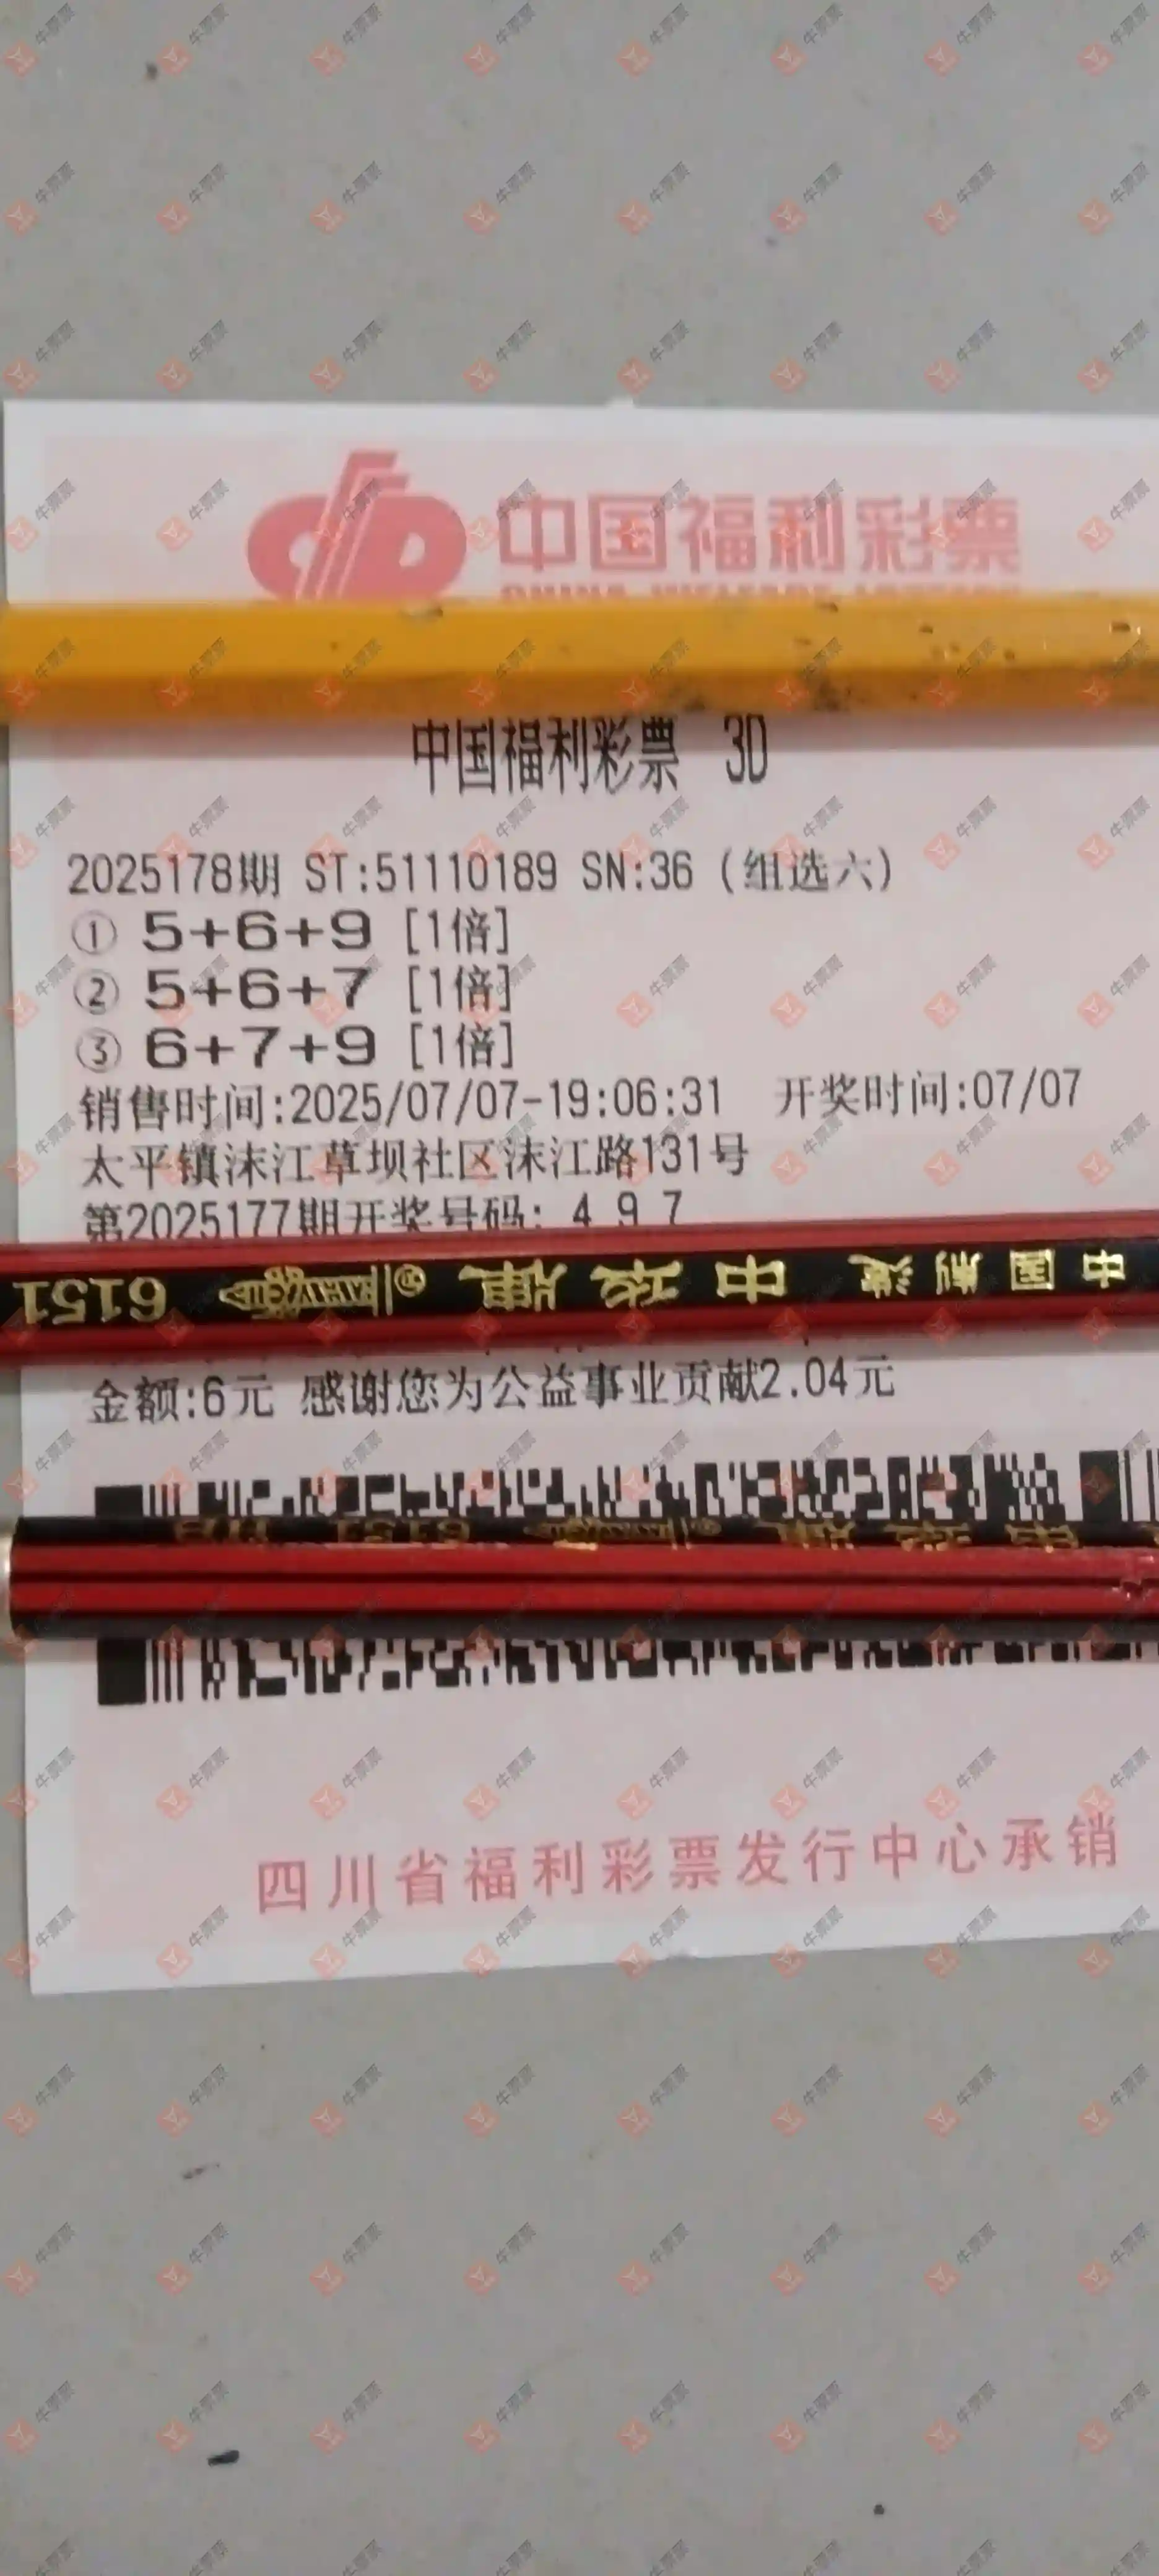 中国福利彩票
中国福利彩票 3D
2025178期 ST:51110189 SN:36 (组选六)
① 5+6+9 [1倍]
② 5+6+7 [1倍]
③ 6+7+9 [1倍]
销售时间:2025/07/07-19:06:31 开奖时间:07/07
太平镇沫江草坝社区沫江路131号
第2025177期开奖号码: 4 9 7
中国制造 中华牌 6151
金额:6元 感谢您为公益事业贡献2.04元
四川省福利彩票发行中心承销
牛票票